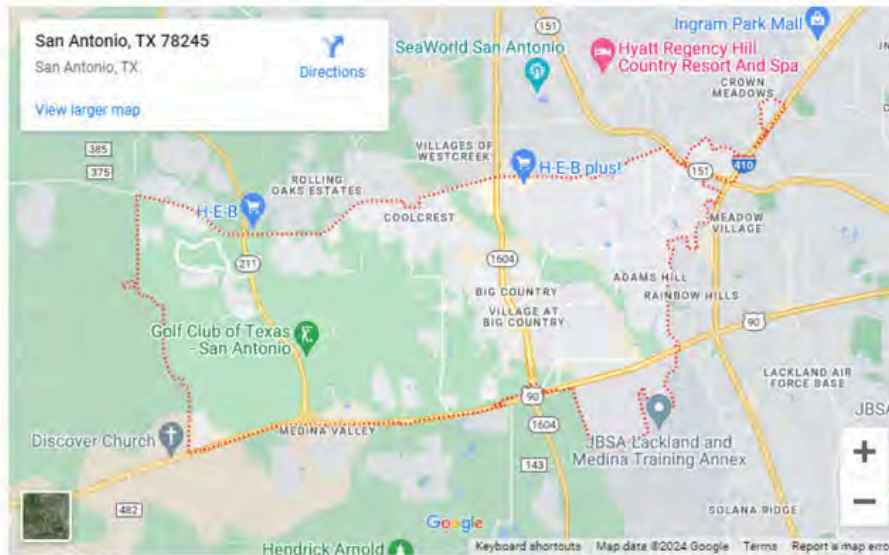 San Antonio, TX 78245
San Antonio, TX
Directions
View larger map
151
Ingram Park Mall
SeaWorld San Antonio
Hyatt Regency Hill
Country Resort And Spa
CROWN
MEADOWS
385
375
VILLAGES OF
WESTCREEK
H-E-B plus!
151
410
ROLLING
OAKS ESTATES
H-E-B
COOLCREST
MEADOW
VILLAGE
211
1604
ADAMS HILL
RAINBOW HILLS
BIG COUNTRY
VILLAGE AT
BIG COUNTRY
90
Golf Club of Texas
- San Antonio
LACKLAND AIR
FORCE BASE
90
JBSA
Discover Church
MEDINA VALLEY
1604
JBSA-Lackland and
Medina Training Annex
143
482
SOLANA RIDGE
Google
Hendrick Arnold
Keyboard shortcuts
Map data ©2024 Google
Terms
Report a map erro